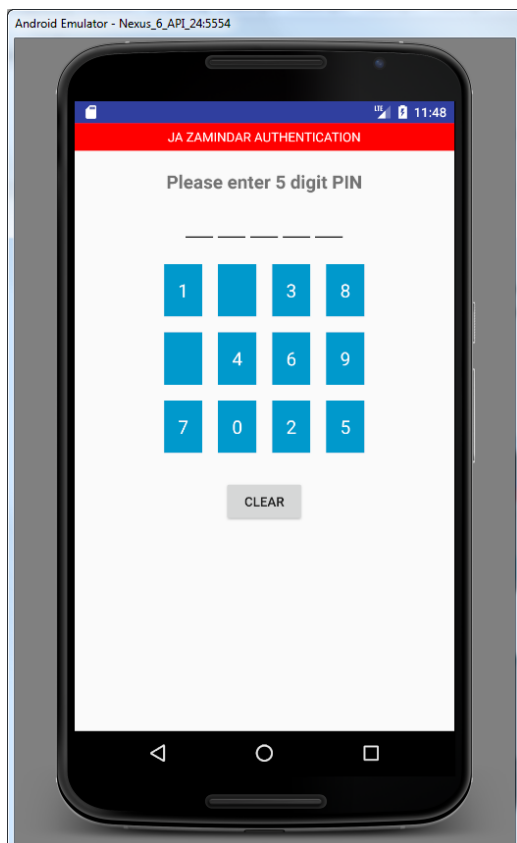 Android Emulator - Nexus_6_API_24:5554
LTE 11:48
JA ZAMINDAR AUTHENTICATION
Please enter 5 digit PIN
1 3 8
4 6 9
7 0 2 5
CLEAR